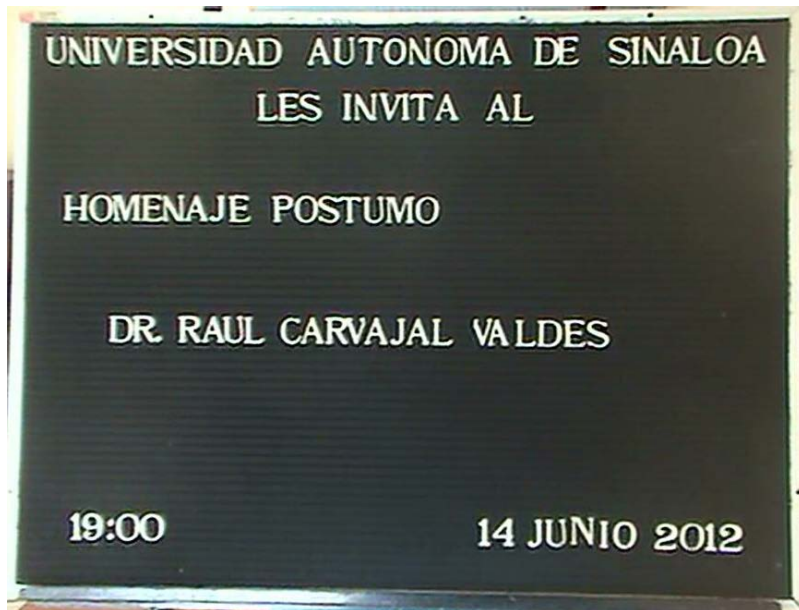 UNIVERSIDAD AUTONOMA DE SINALOA
LES INVITA AL
HOMENAJE POSTUMO
DR. RAUL CARVAJAL VALDES
19:00 14 JUNIO 2012